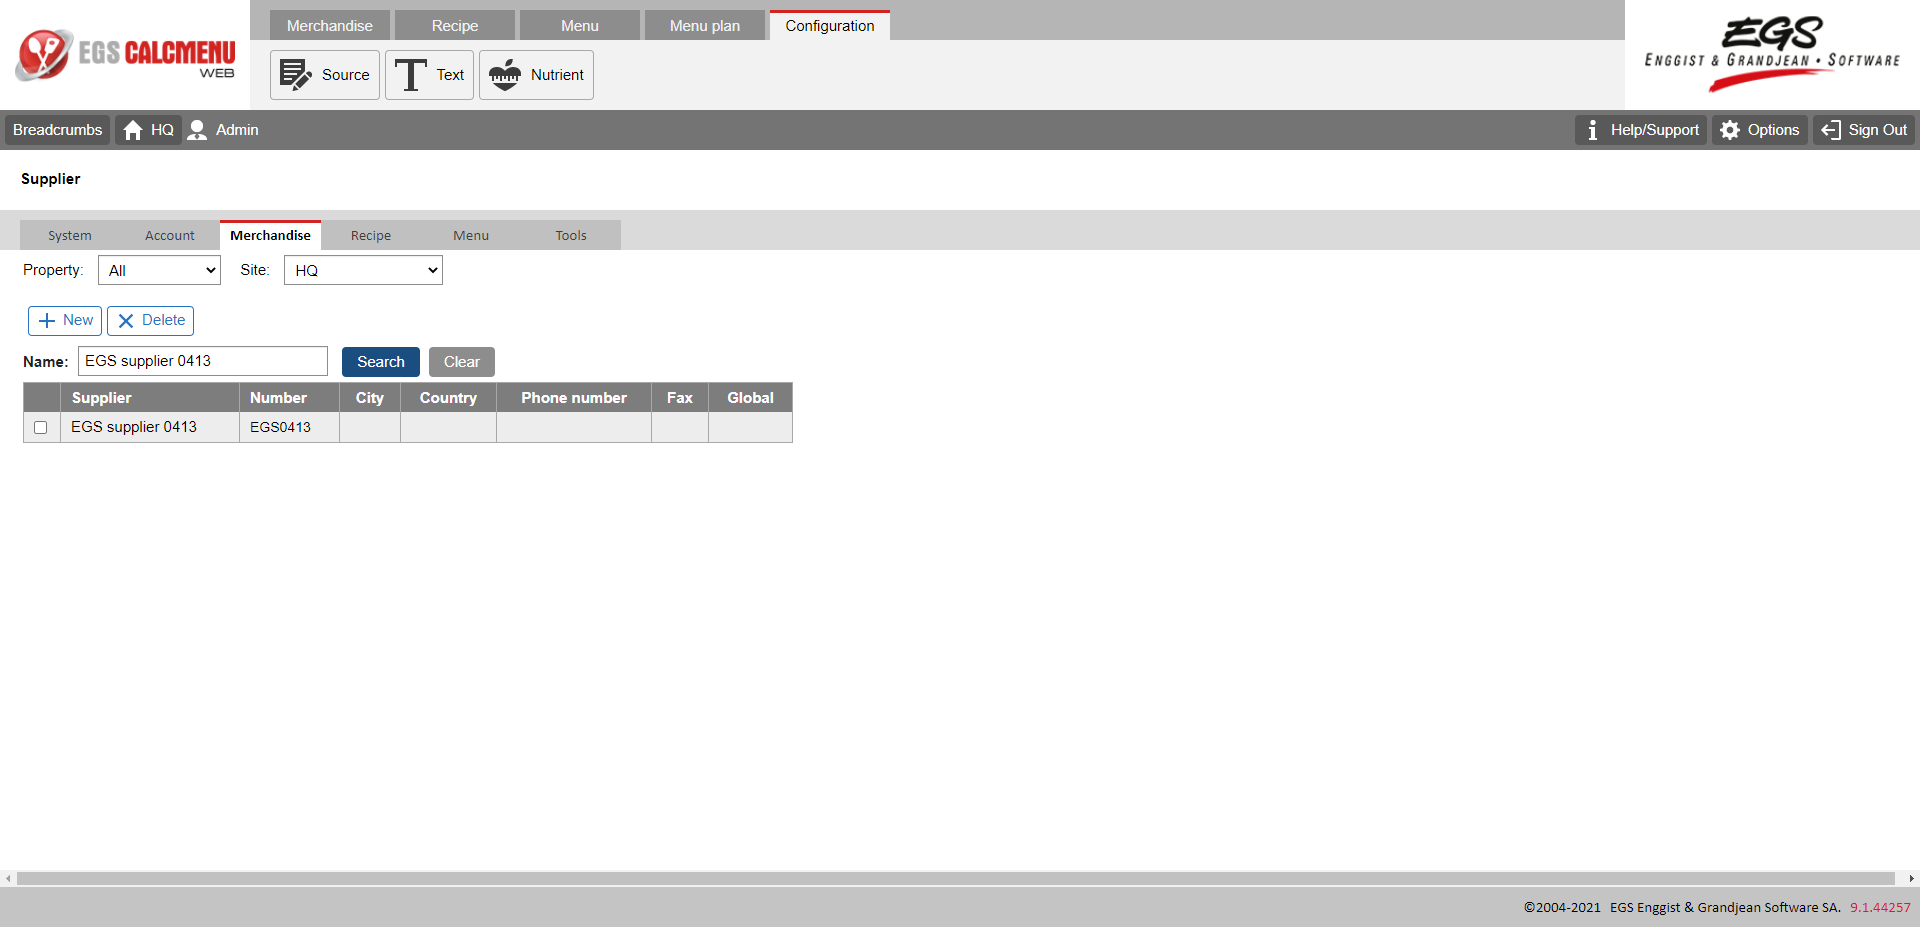 EGS CALCMENU
WEB
Merchandise Recipe Menu Menu plan Configuration
Source Text Nutrient
EGS
ENGGIST & GRANDJEAN • SOFTWARE
Breadcrumbs HQ Admin Help/Support Options Sign Out
Supplier
System Account Merchandise Recipe Menu Tools
Property: All Site: HQ
New Delete
Name: EGS supplier 0413 Search Clear
Supplier Number City Country Phone number Fax Global
EGS supplier 0413 EGS0413
©2004-2021 EGS Enggist & Grandjean Software SA. 9.1.44257